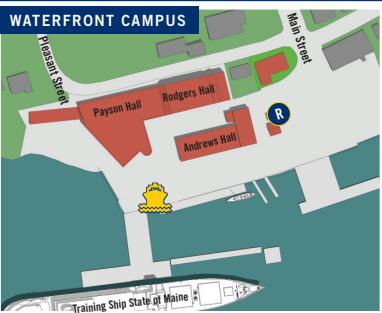 WATERFRONT CAMPUS
Pleasant Street
Main Street
Payson Hall
Rodgers Hall
Andrews Hall
R
Training Ship State of Maine